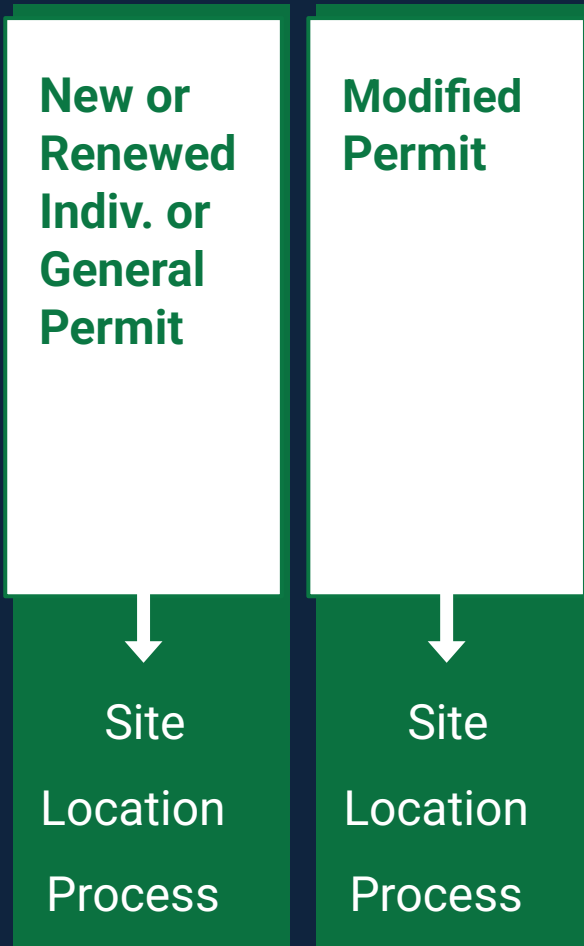 New or
Renewed
Indiv. or
General
Permit
Site
Location
Process
Modified
Permit
Site
Location
Process